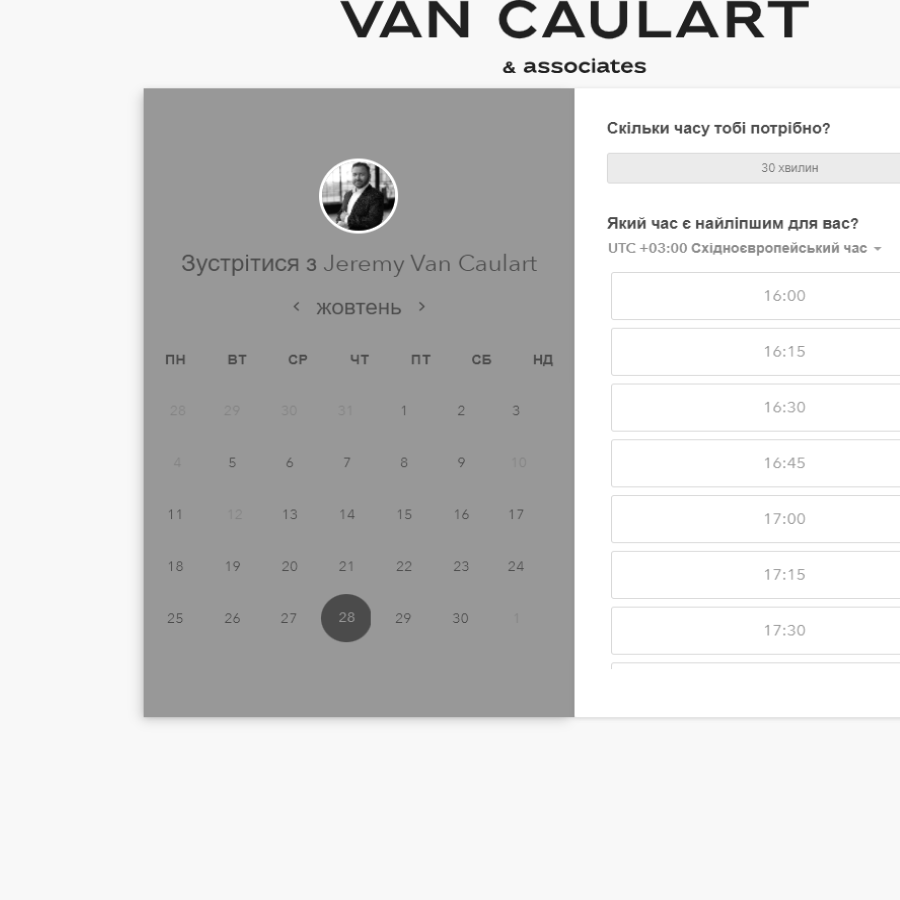 VAN CAULART
& associates
Зустрітися з Jeremy Van Caulart
жовтень
ПН ВТ СР ЧТ ПТ СБ НД
28 29 30 31 1 2 3
4 5 6 7 8 9 10
11 12 13 14 15 16 17
18 19 20 21 22 23 24
25 26 27 28 29 30 1
Скільки часу тобі потрібно?
30 хвилин
Який час є найліпшим для вас?
UTC +03:00 Східноєвропейський час
16:00
16:15
16:30
16:45
17:00
17:15
17:30